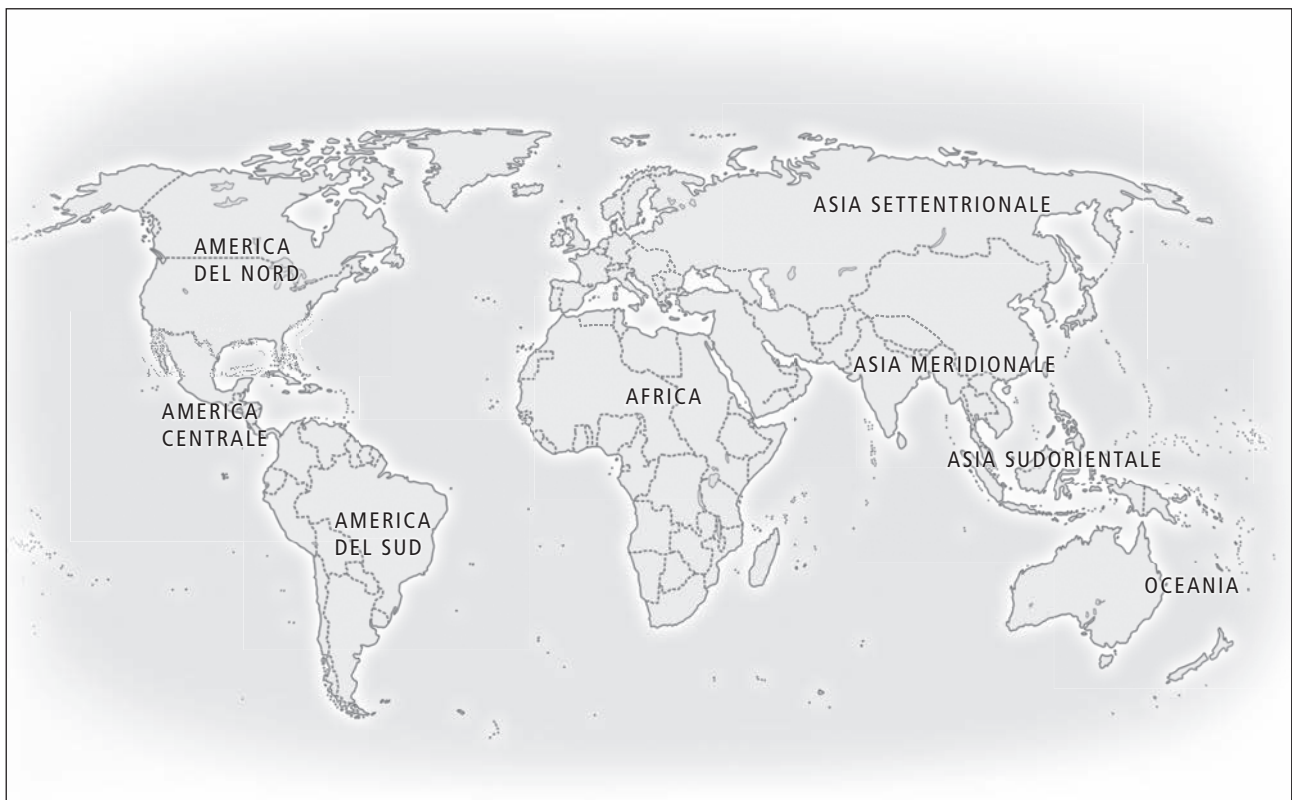 ASIA SETTENTRIONALE
AMERICA
DEL NORD
ASIA MERIDIONALE
AFRICA
AMERICA
CENTRALE
ASIA SUDORIENTALE
AMERICA
DEL SUD
OCEANIA